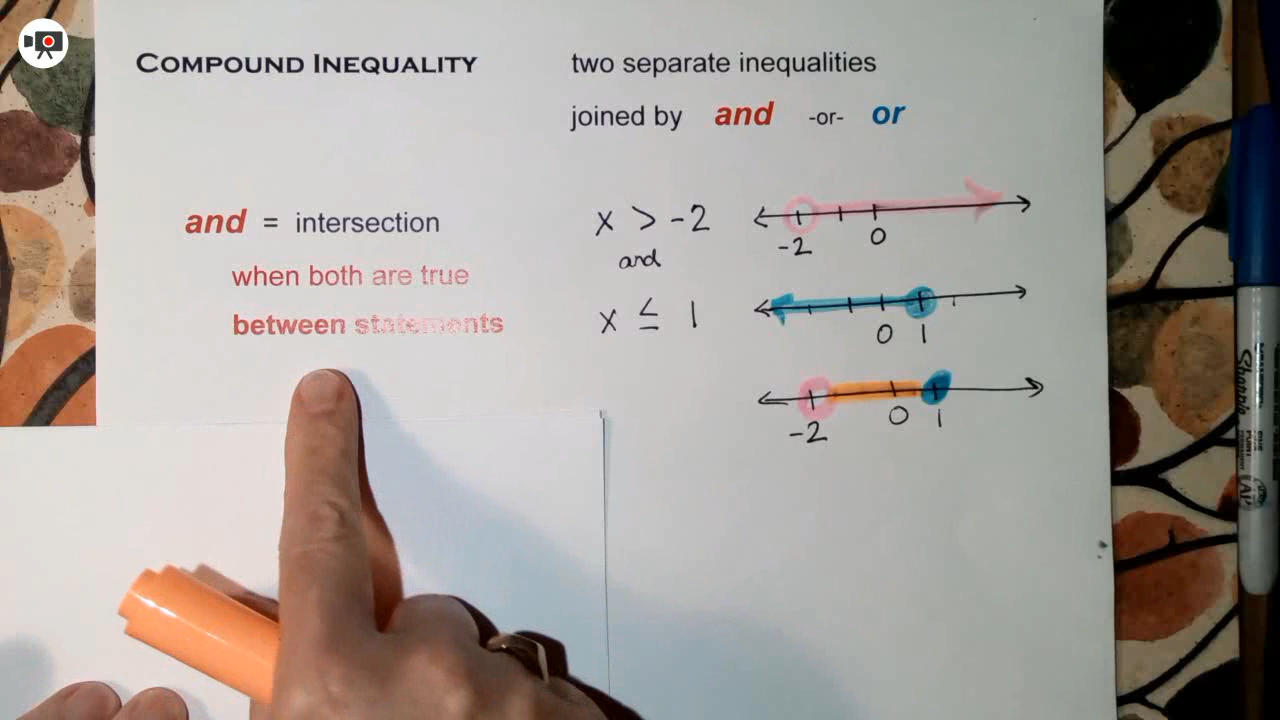 COMPOUND INEQUALITY
two separate inequalities
joined by and -or- or
and = intersection
when both are true
between statements
x > -2
and
x ≤ 1
-2 0
0 1
-2 0 1
Sharpie